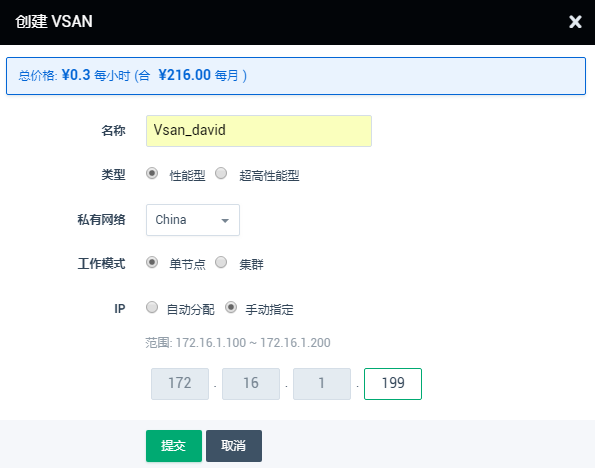 创建 VSAN
总价格: ¥0.3 每小时 (合 ¥216.00 每月 )
名称 Vsan_david
类型 性能型 超高性能型
私有网络 China
工作模式 单节点 集群
IP 自动分配 手动指定
范围: 172.16.1.100 ~ 172.16.1.200
172 . 16 . 1 . 199
提交 取消